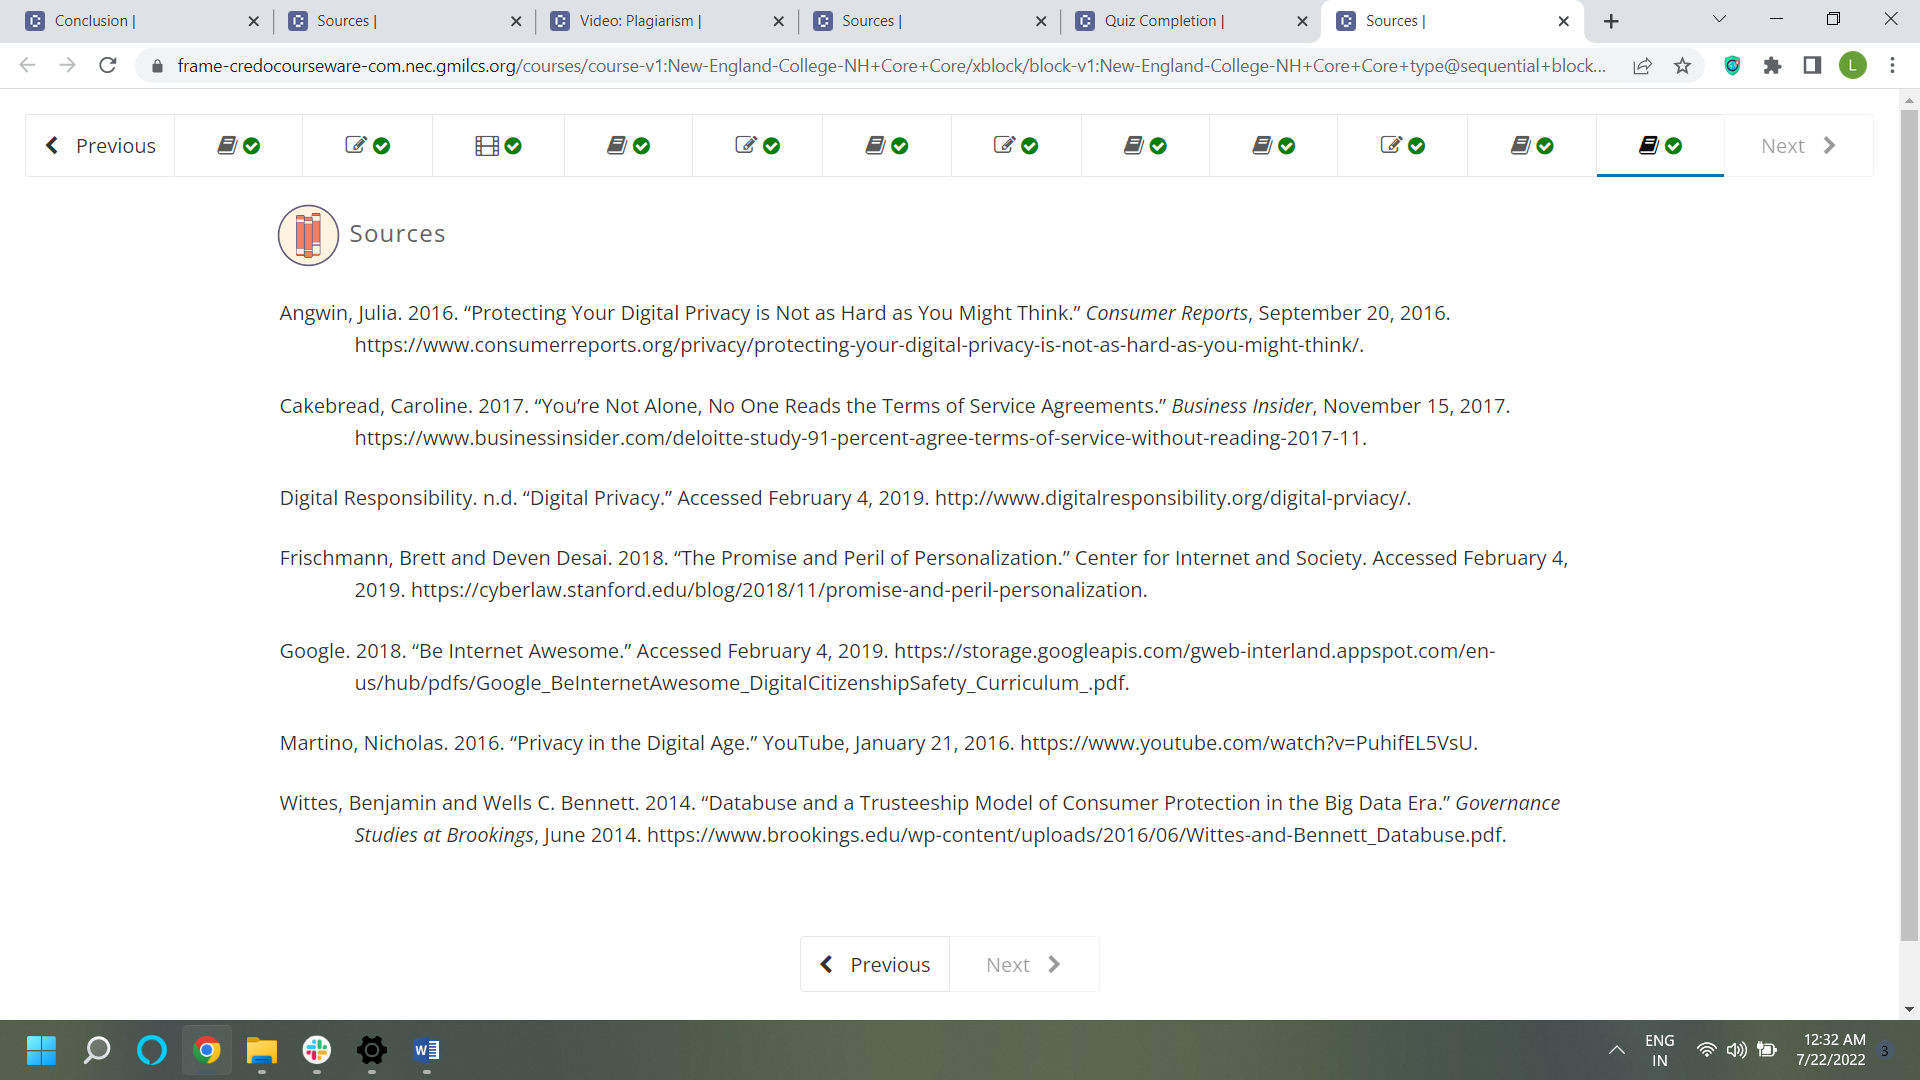 Conclusion |
Sources |
Video: Plagiarism |
Sources |
Quiz Completion |
Sources |
frame-credocourseware-com.nec.gmilcs.org/courses/course-v1:New-England-College-NH+Core+Core/xblock/block-v1:New-England-College-NH+Core+Core+type@sequential+block...
L
Previous
Next
Sources
Angwin, Julia. 2016. “Protecting Your Digital Privacy is Not as Hard as You Might Think.” Consumer Reports, September 20, 2016.
https://www.consumerreports.org/privacy/protecting-your-digital-privacy-is-not-as-hard-as-you-might-think/.
Cakebread, Caroline. 2017. “You’re Not Alone, No One Reads the Terms of Service Agreements.” Business Insider, November 15, 2017.
https://www.businessinsider.com/deloitte-study-91-percent-agree-terms-of-service-without-reading-2017-11.
Digital Responsibility. n.d. “Digital Privacy.” Accessed February 4, 2019. http://www.digitalresponsibility.org/digital-prviacy/.
Frischmann, Brett and Deven Desai. 2018. “The Promise and Peril of Personalization.” Center for Internet and Society. Accessed February 4,
2019. https://cyberlaw.stanford.edu/blog/2018/11/promise-and-peril-personalization.
Google. 2018. “Be Internet Awesome.” Accessed February 4, 2019. https://storage.googleapis.com/gweb-interland.appspot.com/en-
us/hub/pdfs/Google_BeInternetAwesome_DigitalCitizenshipSafety_Curriculum_.pdf.
Martino, Nicholas. 2016. “Privacy in the Digital Age.” YouTube, January 21, 2016. https://www.youtube.com/watch?v=PuhifEL5VsU.
Wittes, Benjamin and Wells C. Bennett. 2014. “Databuse and a Trusteeship Model of Consumer Protection in the Big Data Era.” Governance
Studies at Brookings, June 2014. https://www.brookings.edu/wp-content/uploads/2016/06/Wittes-and-Bennett_Databuse.pdf.
Previous
Next
W
ENG
IN
12:32 AM
7/22/2022
3